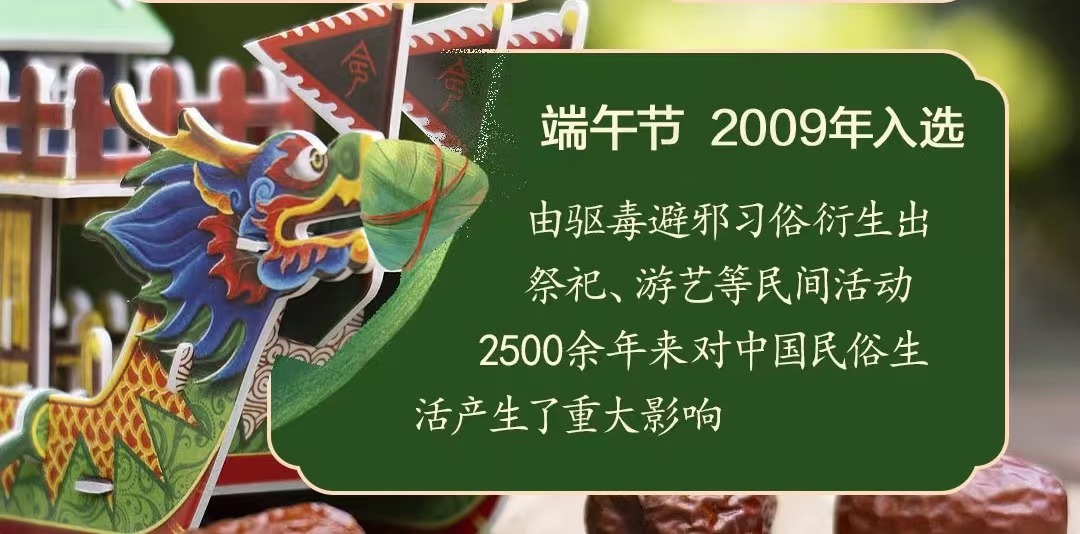 端午节 2009年入选
由驱毒避邪习俗衍生出
祭祀、游艺等民间活动
2500余年来对中国民俗生
活产生了重大影响